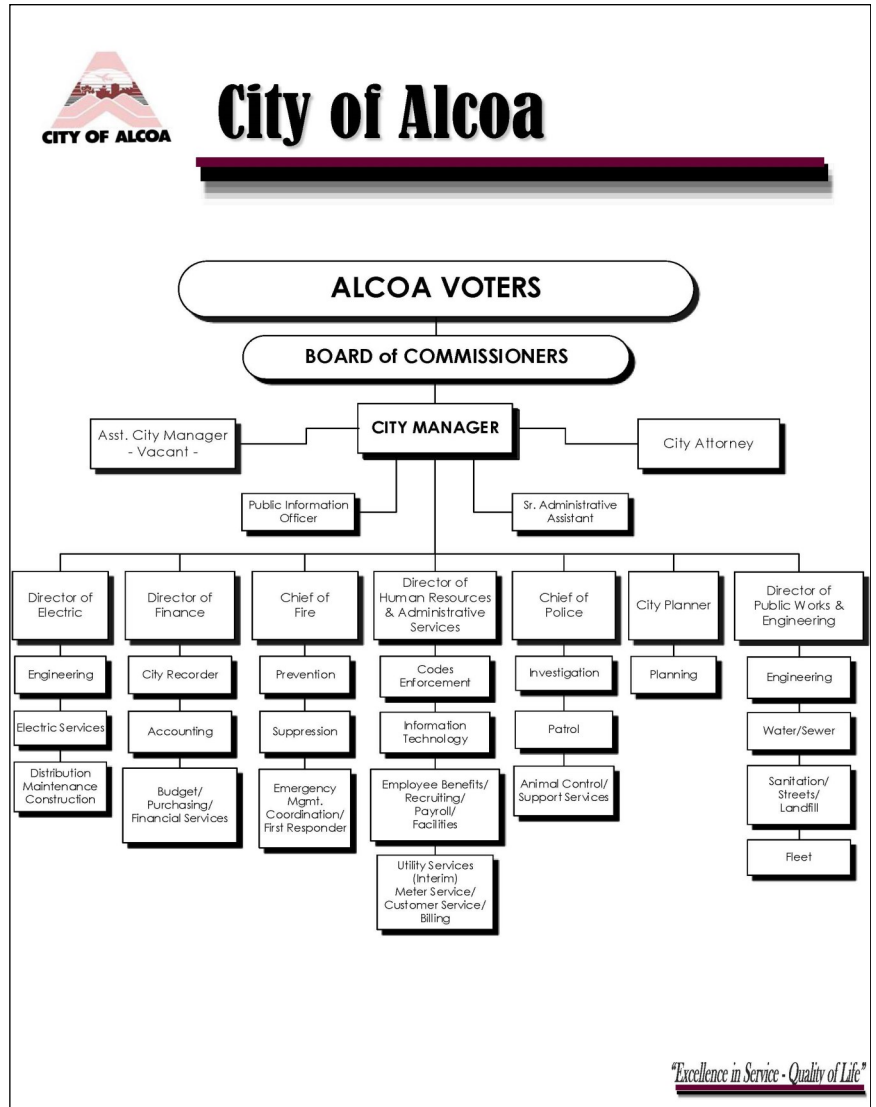 CITY OF ALCOA
City of Alcoa
ALCOA VOTERS
BOARD of COMMISSIONERS
CITY MANAGER
Asst. City Manager
- Vacant -
City Attorney
Public Information
Officer
Sr. Administrative
Assistant
Director of
Electric
Director of
Finance
Chief of
Fire
Director of
Human Resources
& Administrative
Services
Chief of
Police
City Planner
Director of
Public Works &
Engineering
Engineering
City Recorder
Prevention
Codes
Enforcement
Investigation
Planning
Engineering
Electric Services
Accounting
Suppression
Information
Technology
Patrol
Water/Sewer
Distribution
Maintenance
Construction
Budget/
Purchasing/
Financial Services
Emergency
Mgmt.
Coordination/
First Responder
Employee Benefits/
Recruiting/
Payroll/
Facilities
Animal Control/
Support Services
Sanitation/
Streets/
Landfill
Utility Services
(Interim)
Meter Service/
Customer Service/
Billing
Fleet
"Excellence in Service - Quality of Life"